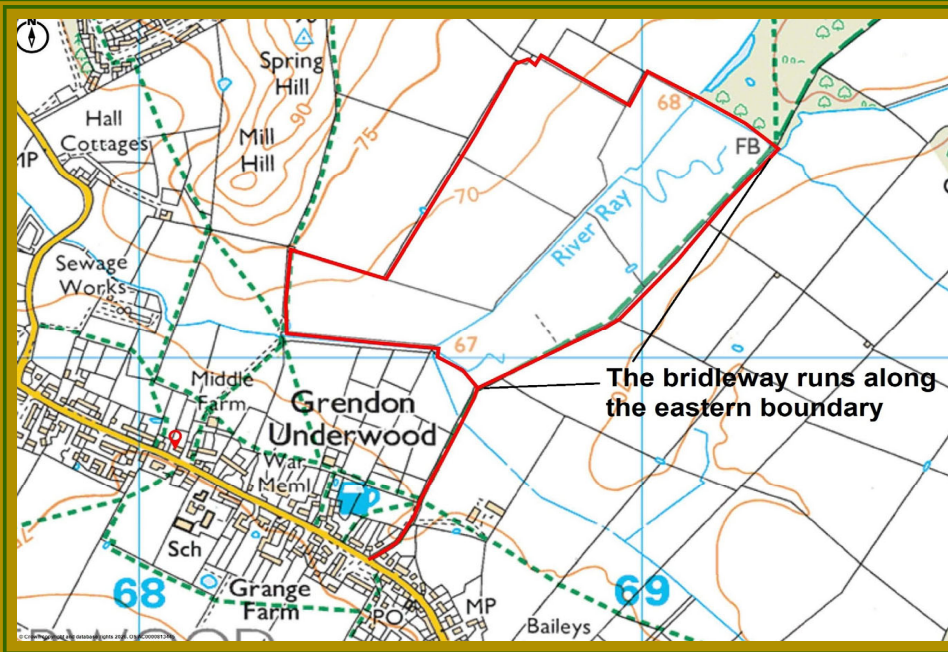 N
Spring
Hill
90
Hall
Cottages
Mill
Hill
75
68
MP
FB
70
River Ray
Sewage
Works
67
Middle
Farm
The bridleway runs along
the eastern boundary
Grendon
Underwood
War
Meml
Sch
68
Grange
Farm
PO
MP
69
Baileys